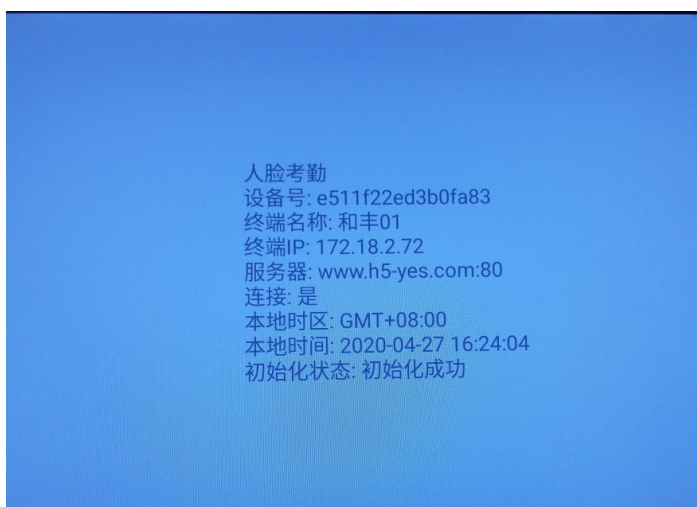 人脸考勤
设备号: e511f22ed3b0fa83
终端名称: 和丰01
终端IP: 172.18.2.72
服务器: www.h5-yes.com:80
连接: 是
本地时区: GMT+08:00
本地时间: 2020-04-27 16:24:04
初始化状态: 初始化成功